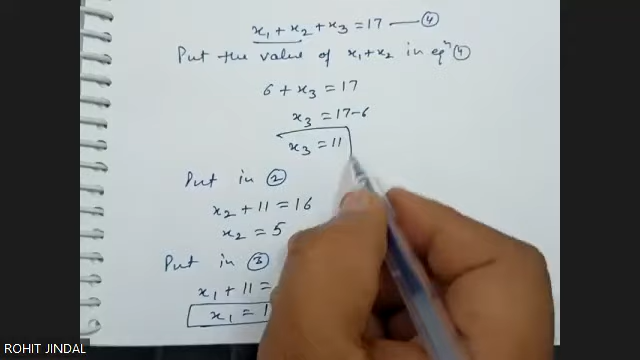 x₁ + x₂ + x₃ = 17 — ④
Put the value of x₁+x₂ in eqⁿ ④
6 + x₃ = 17
x₃ = 17-6
x₃ = 11
Put in ②
x₂ + 11 = 16
x₂ = 5
Put in ③
x₁ + 11 =
x₁ = 1
ROHIT JINDAL